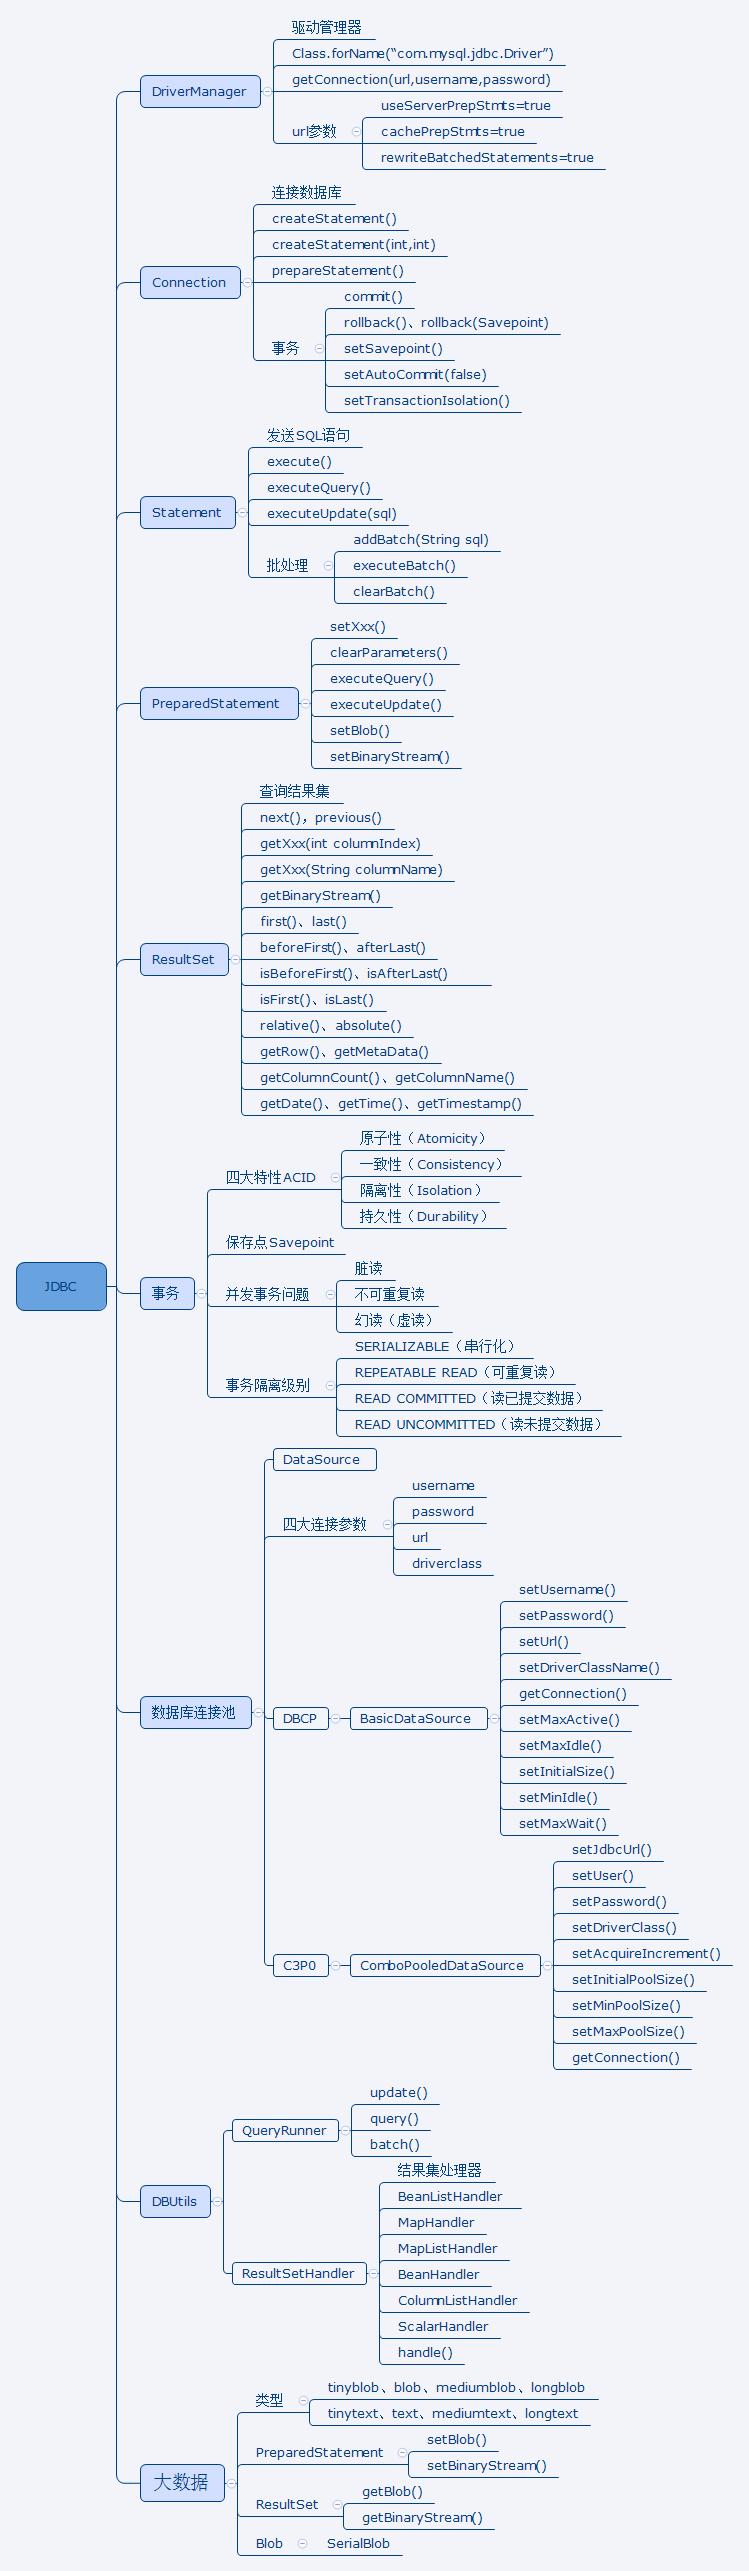 JDBC
DriverManager
驱动管理器
Class.forName(“com.mysql.jdbc.Driver”)
getConnection(url,username,password)
url参数
useServerPrepStmts=true
cachePrepStmts=true
rewriteBatchedStatements=true
Connection
连接数据库
createStatement()
createStatement(int,int)
prepareStatement()
事务
commit()
rollback()、rollback(Savepoint)
setSavepoint()
setAutoCommit(false)
setTransactionIsolation()
Statement
发送SQL语句
execute()
executeQuery()
executeUpdate(sql)
批处理
addBatch(String sql)
executeBatch()
clearBatch()
PreparedStatement
setXxx()
clearParameters()
executeQuery()
executeUpdate()
setBlob()
setBinaryStream()
ResultSet
查询结果集
next()，previous()
getXxx(int columnIndex)
getXxx(String columnName)
getBinaryStream()
first()、last()
beforeFirst()、afterLast()
isBeforeFirst()、isAfterLast()
isFirst()、isLast()
relative()、absolute()
getRow()、getMetaData()
getColumnCount()、getColumnName()
getDate()、getTime()、getTimestamp()
事务
四大特性ACID
原子性（Atomicity）
一致性（Consistency）
隔离性（Isolation）
持久性（Durability）
保存点Savepoint
并发事务问题
脏读
不可重复读
幻读（虚读）
事务隔离级别
SERIALIZABLE（串行化）
REPEATABLE READ（可重复读）
READ COMMITTED（读已提交数据）
READ UNCOMMITTED（读未提交数据）
数据库连接池
DataSource
四大连接参数
username
password
url
driverclass
DBCP
BasicDataSource
setUsername()
setPassword()
setUrl()
setDriverClassName()
getConnection()
setMaxActive()
setMaxIdle()
setInitialSize()
setMinIdle()
setMaxWait()
C3P0
ComboPooledDataSource
setJdbcUrl()
setUser()
setPassword()
setDriverClass()
setAcquireIncrement()
setInitialPoolSize()
setMinPoolSize()
setMaxPoolSize()
getConnection()
DBUtils
QueryRunner
update()
query()
batch()
ResultSetHandler
结果集处理器
BeanListHandler
MapHandler
MapListHandler
BeanHandler
ColumnListHandler
ScalarHandler
handle()
大数据
类型
tinyblob、blob、mediumblob、longblob
tinytext、text、mediumtext、longtext
PreparedStatement
setBlob()
setBinaryStream()
ResultSet
getBlob()
getBinaryStream()
Blob
SerialBlob